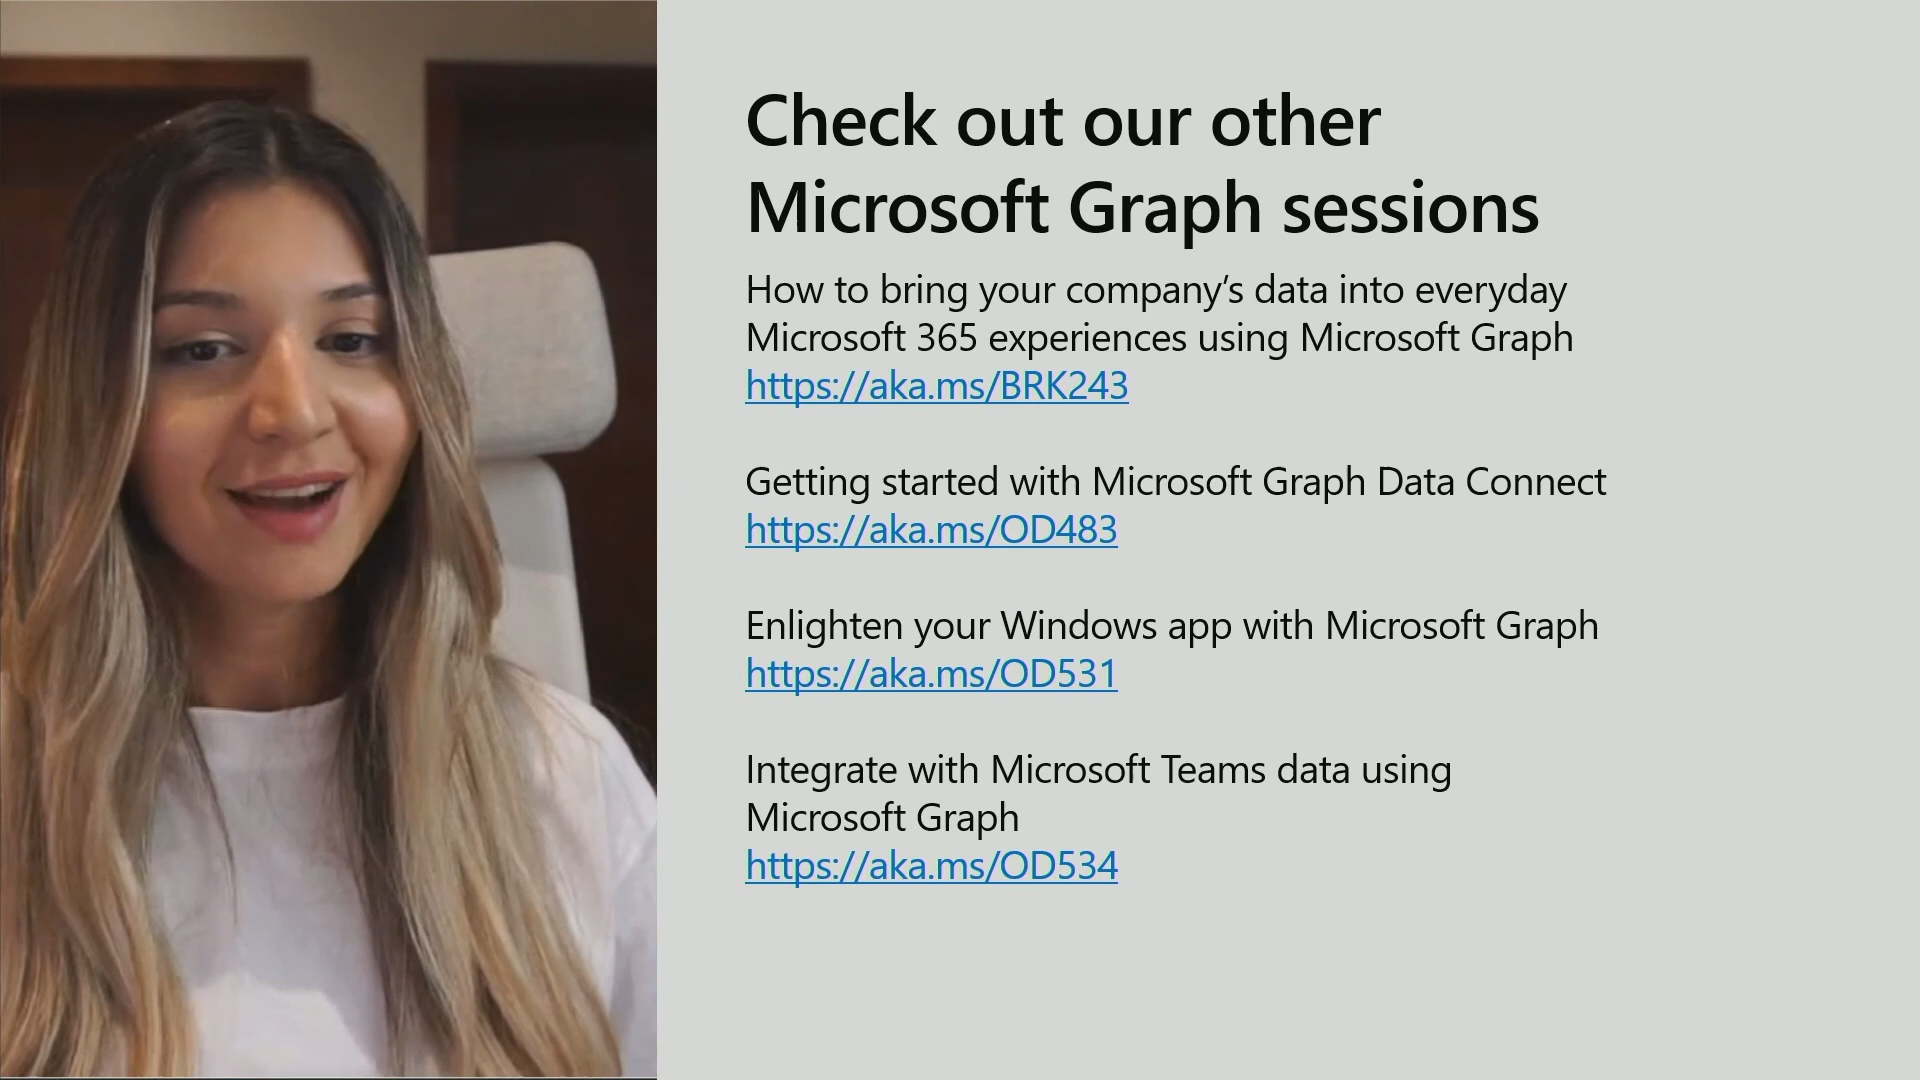 Check out our other
Microsoft Graph sessions
How to bring your company’s data into everyday
Microsoft 365 experiences using Microsoft Graph
https://aka.ms/BRK243
Getting started with Microsoft Graph Data Connect
https://aka.ms/OD483
Enlighten your Windows app with Microsoft Graph
https://aka.ms/OD531
Integrate with Microsoft Teams data using
Microsoft Graph
https://aka.ms/OD534